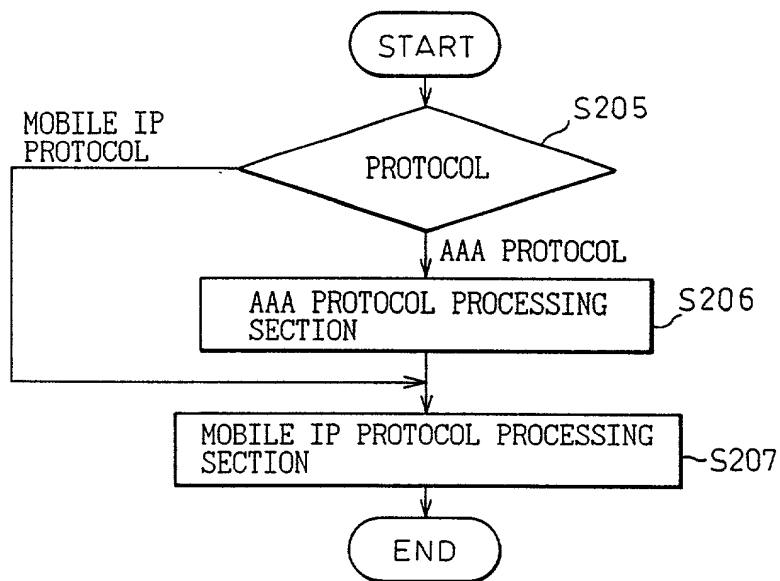 START
S205
MOBILE IP
PROTOCOL
PROTOCOL
AAA PROTOCOL
AAA PROTOCOL PROCESSING
SECTION
S206
MOBILE IP PROTOCOL PROCESSING
SECTION
S207
END